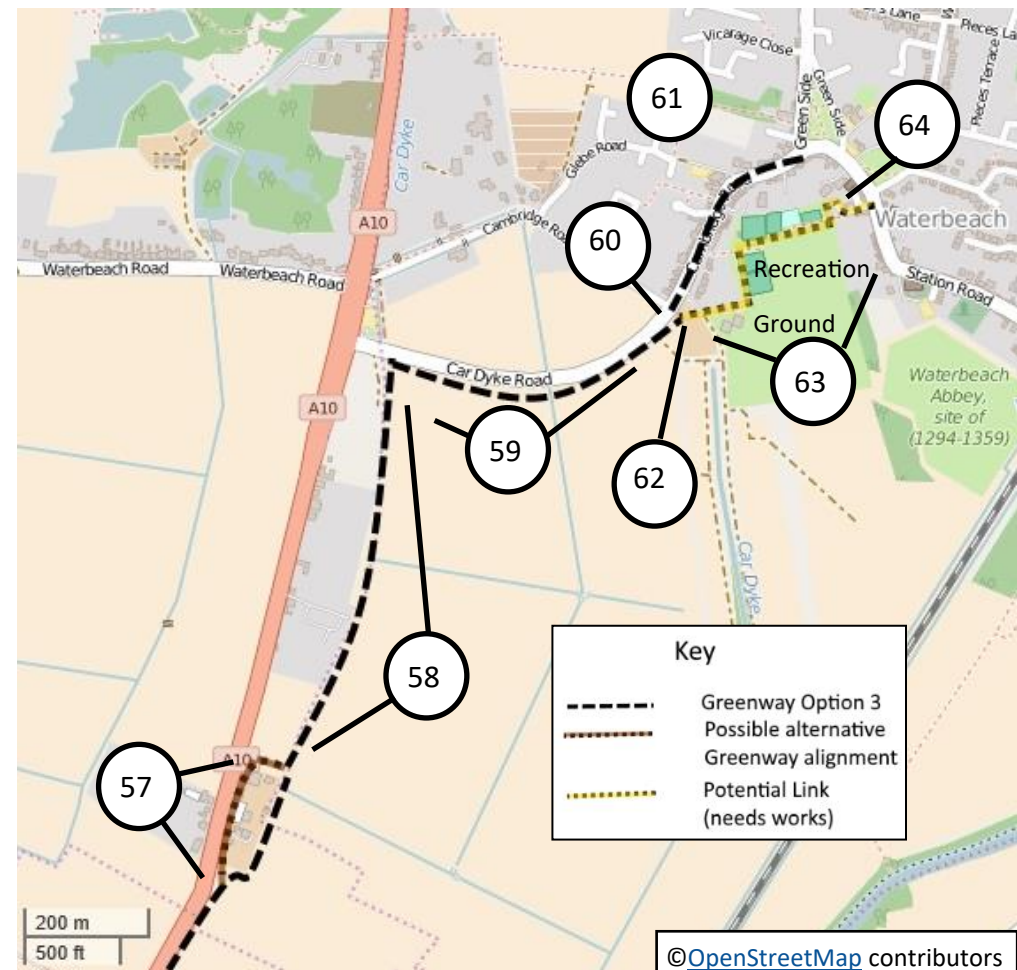 Lane
Pieces La
Vicarage Close
Green Side
Green Side
Pieces Terrace
61
64
Car Dyke
Glebe Road
A10
Cambridge Ro
60
Waterbeach
Waterbeach Road
Waterbeach Road
Recreation
Station Road
Ground
Car Dyke Road
63
Waterbeach
Abbey,
site of
(1294-1359)
A10
59
62
Car Dyke
58
Key
Greenway Option 3
Possible alternative
Greenway alignment
Potential Link
(needs works)
A10
57
200 m
500 ft
©OpenStreetMap contributors